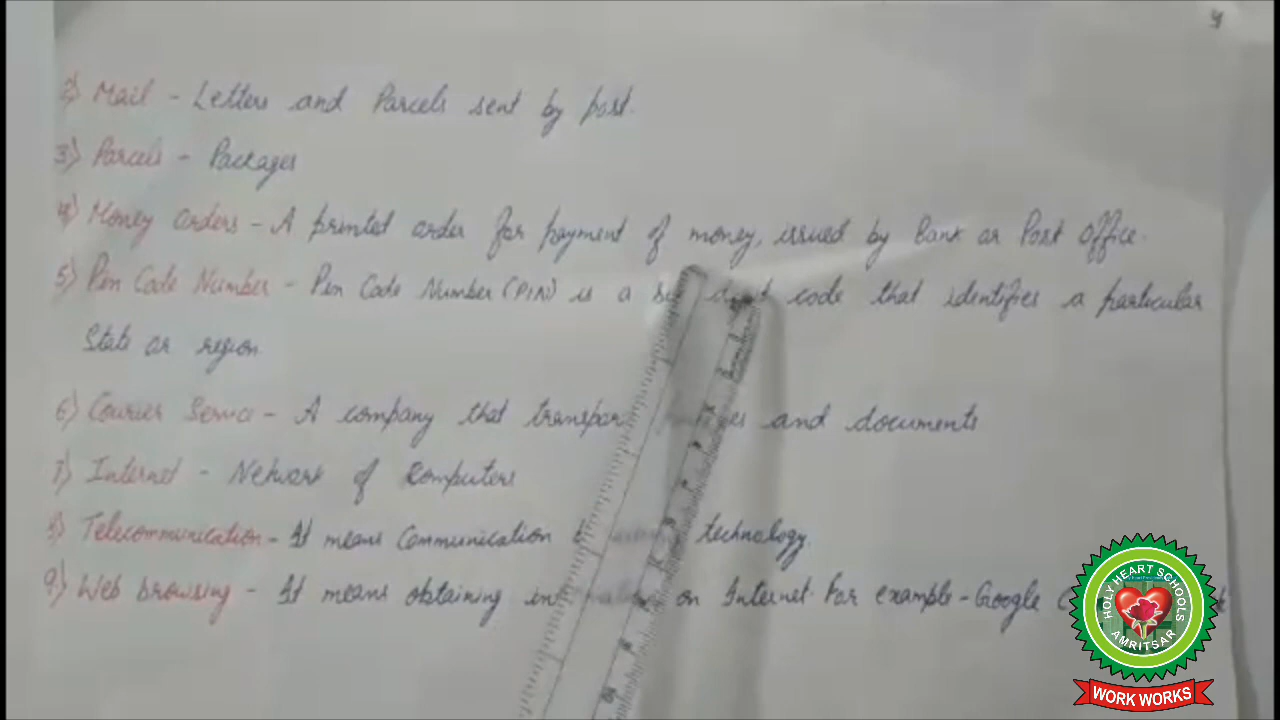 4
2) Mail - Letters and Parcels sent by post.
3) Parcels - Packages
4) Money orders - A printed order for payment of money, issued by Bank or Post Office.
5) Pin Code Number - Pin Code Number (PIN) is a code that identifies a particular
State or region
6) Courier Service - A company that and documents
7) Internet - Network of Computers
8) Telecommunication - It means Communication technology.
9) Web browsing - It means obtaining on Internet. For example - Google
HOLY HEART SCHOOLS
AMRITSAR
WORK WORKS